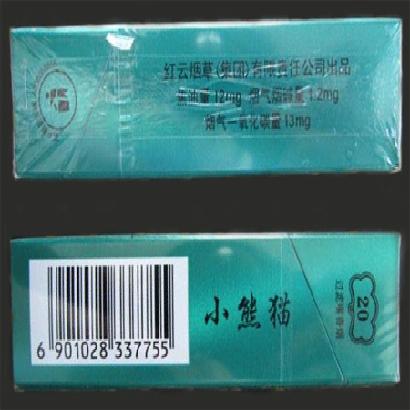 红云烟草(集团)有限责任公司出品
焦油量 12mg 烟气烟碱量 1.2mg
烟气一氧化碳量 13mg
小熊猫
20
6 901028 337755